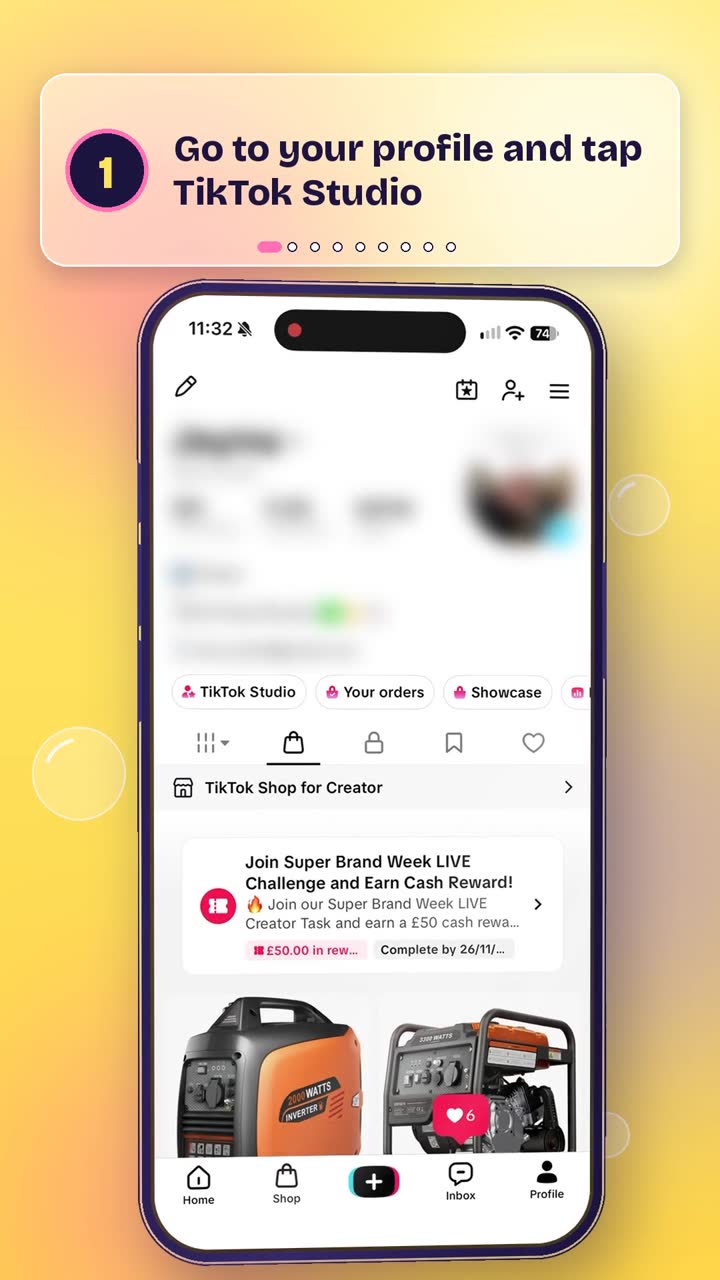 1
Go to your profile and tap
TikTok Studio
11:32
74
TikTok Studio
Your orders
Showcase
TikTok Shop for Creator
Join Super Brand Week LIVE
Challenge and Earn Cash Reward!
🔥 Join our Super Brand Week LIVE
Creator Task and earn a £50 cash rewa...
£50.00 in rew...
Complete by 26/11/...
2000 WATTS
INVERTER
3300 WATTS
6
Home
Shop
Inbox
Profile